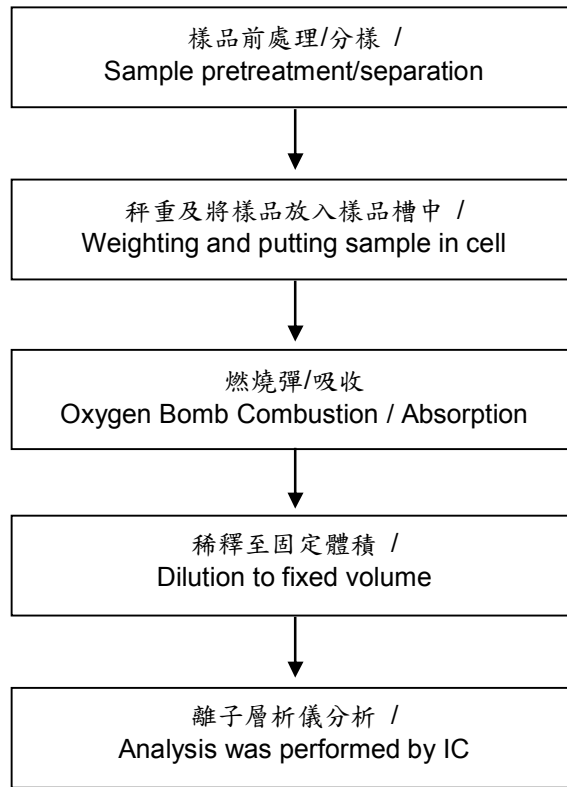 樣品前處理/分樣 /
Sample pretreatment/separation
秤重及將樣品放入樣品槽中 /
Weighting and putting sample in cell
燃燒彈/吸收
Oxygen Bomb Combustion / Absorption
稀釋至固定體積 /
Dilution to fixed volume
離子層析儀分析 /
Analysis was performed by IC